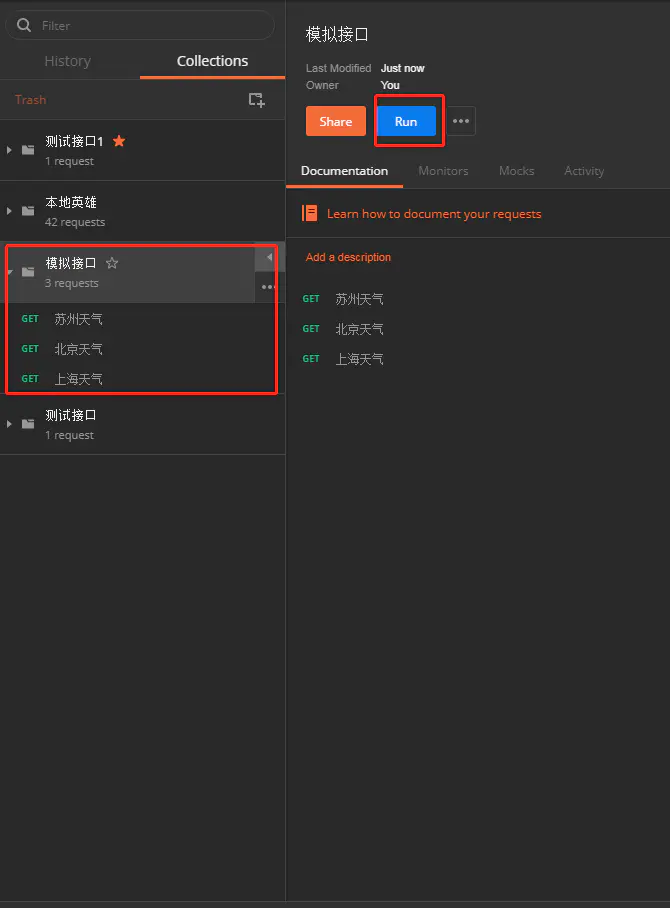 Filter
History
Collections
Trash
测试接口1
1 request
本地英雄
42 requests
模拟接口
3 requests
GET 苏州天气
GET 北京天气
GET 上海天气
测试接口
1 request
模拟接口
Last Modified Just now
Owner You
Share
Run
Documentation
Monitors
Mocks
Activity
Learn how to document your requests
Add a description
GET 苏州天气
GET 北京天气
GET 上海天气